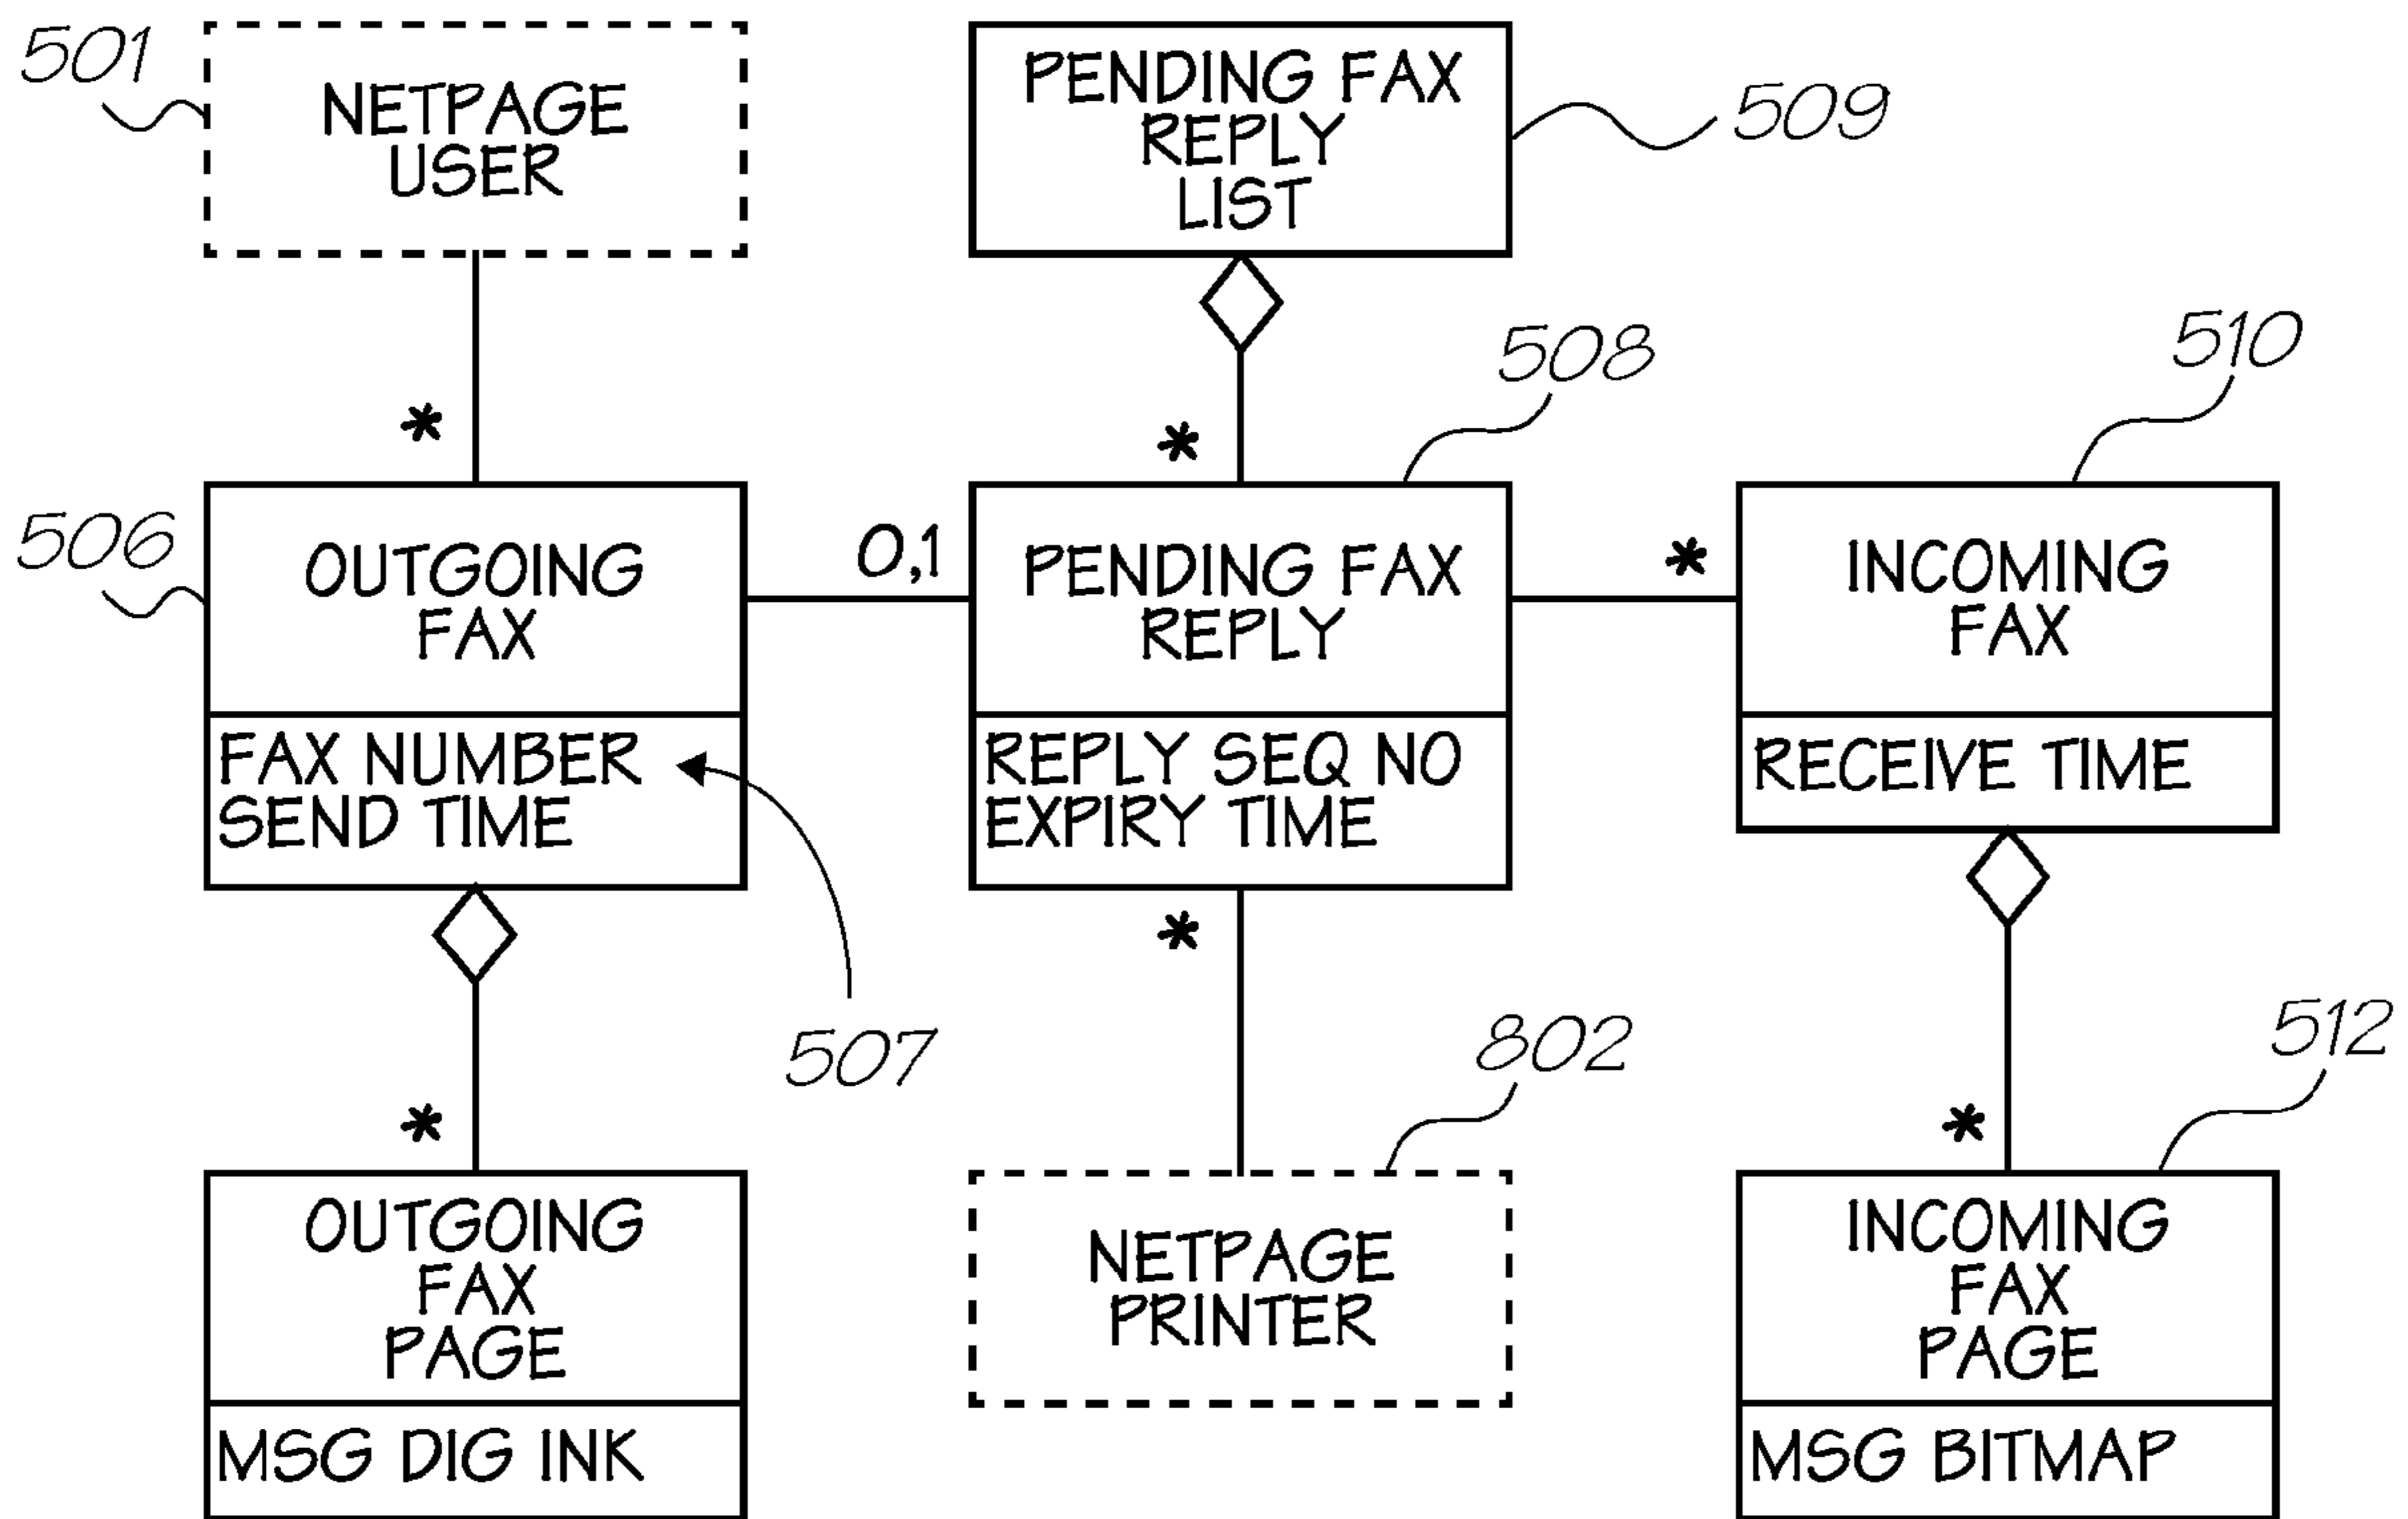 501
NETPAGE
USER
PENDING FAX
REPLY
LIST
509
508
510
*
*
506
OUTGOING
FAX
0,1
PENDING FAX
REPLY
*
INCOMING
FAX
FAX NUMBER
SEND TIME
REPLY SEQ NO
EXPIRY TIME
RECEIVE TIME
*
507
802
512
*
*
OUTGOING
FAX
PAGE
NETPAGE
PRINTER
INCOMING
FAX
PAGE
MSG DIG INK
MSG BITMAP